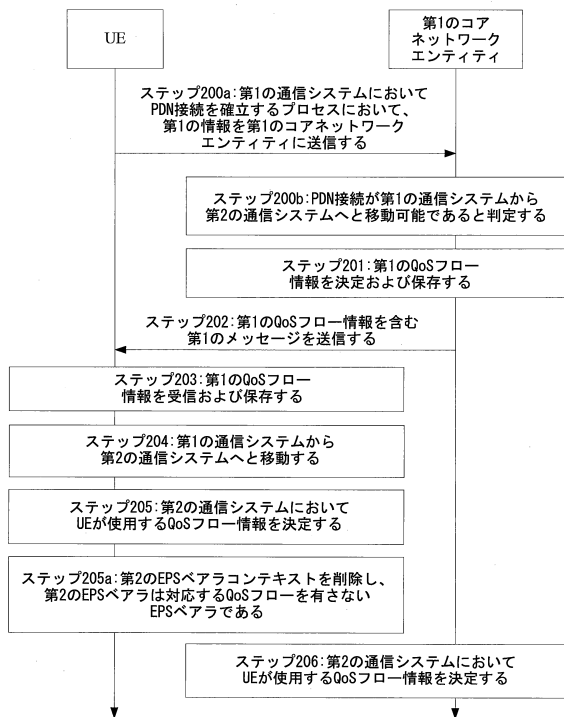 UE
第1のコア
ネットワーク
エンティティ
ステップ200a:第1の通信システムにおいて
PDN接続を確立するプロセスにおいて、
第1の情報を第1のコアネットワーク
エンティティに送信する
ステップ200b:PDN接続が第1の通信システムから
第2の通信システムへと移動可能であると判定する
ステップ201:第1のQoSフロー
情報を決定および保存する
ステップ202:第1のQoSフロー情報を含む
第1のメッセージを送信する
ステップ203:第1のQoSフロー
情報を受信および保存する
ステップ204:第1の通信システムから
第2の通信システムへと移動する
ステップ205:第2の通信システムにおいて
UEが使用するQoSフロー情報を決定する
ステップ205a:第2のEPSベアラコンテキストを削除し、
第2のEPSベアラは対応するQoSフローを有さない
EPSベアラである
ステップ206:第2の通信システムにおいて
UEが使用するQoSフロー情報を決定する